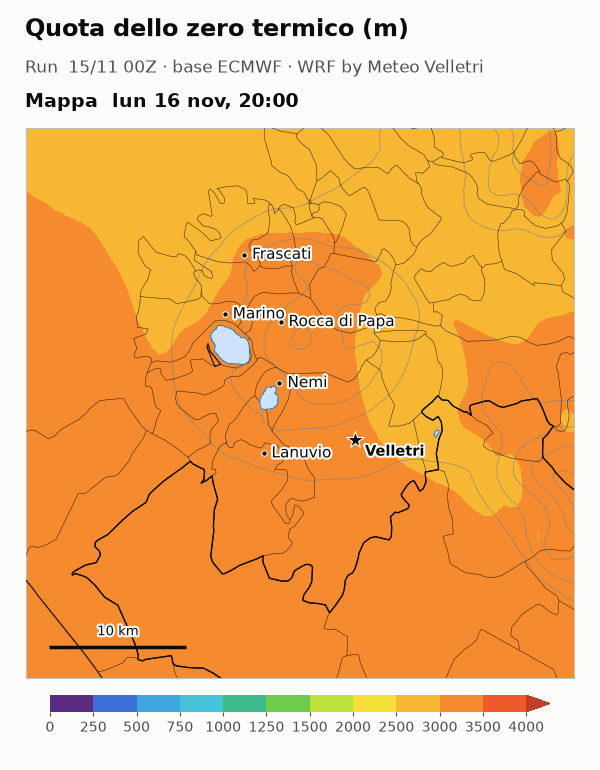 Quota dello zero termico (m)
Run 15/11 00Z · base ECMWF · WRF by Meteo Velletri
Mappa lun 16 nov, 20:00
Frascati
Marino
Rocca di Papa
Nemi
Velletri
Lanuvio
10 km
0 250 500 750 1000 1250 1500 2000 2500 3000 3500 4000